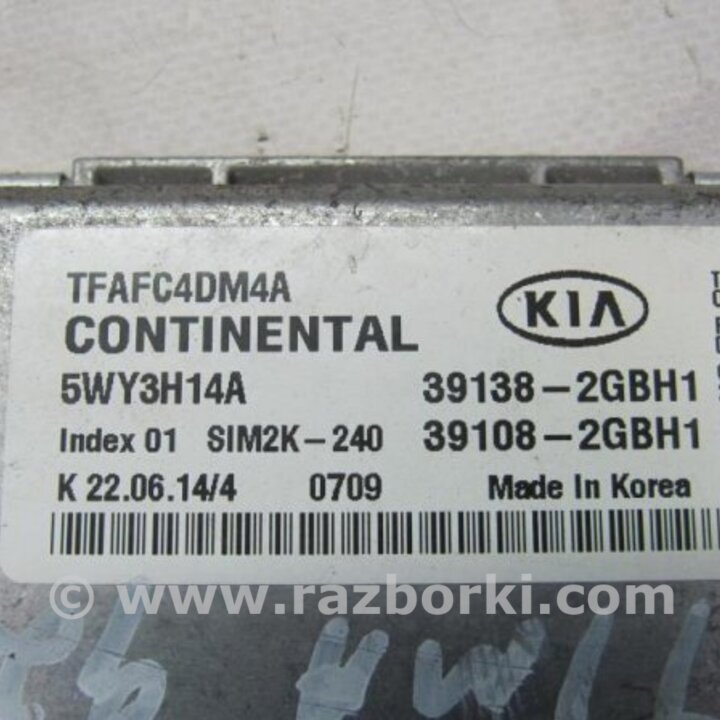 TFAFC4DM4A
CONTINENTAL
KIA
5WY3H14A 39138-2GBH1
Index 01 SIM2K-240 39108-2GBH1
K 22.06.14/4 0709 Made In Korea
© www.razborki.com